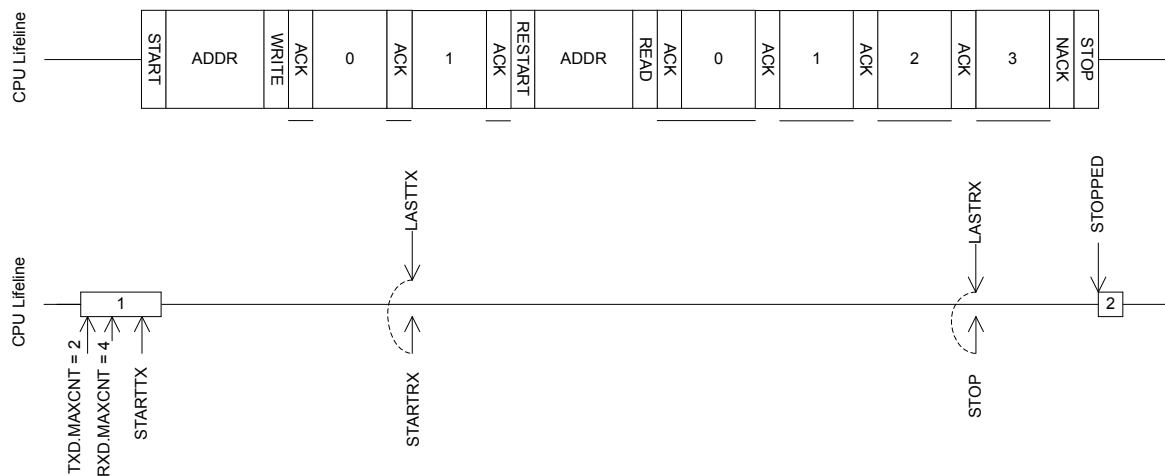 CPU Lifeline
START
ADDR
WRITE
ACK
0
ACK
1
ACK
RESTART
ADDR
READ
ACK
0
ACK
1
ACK
2
ACK
3
NACK
STOP
LASTTX
LASTRX
STOPPED
CPU Lifeline
1
2
TXD.MAXCNT = 2
RXD.MAXCNT = 4
STARTTX
STARTRX
STOP